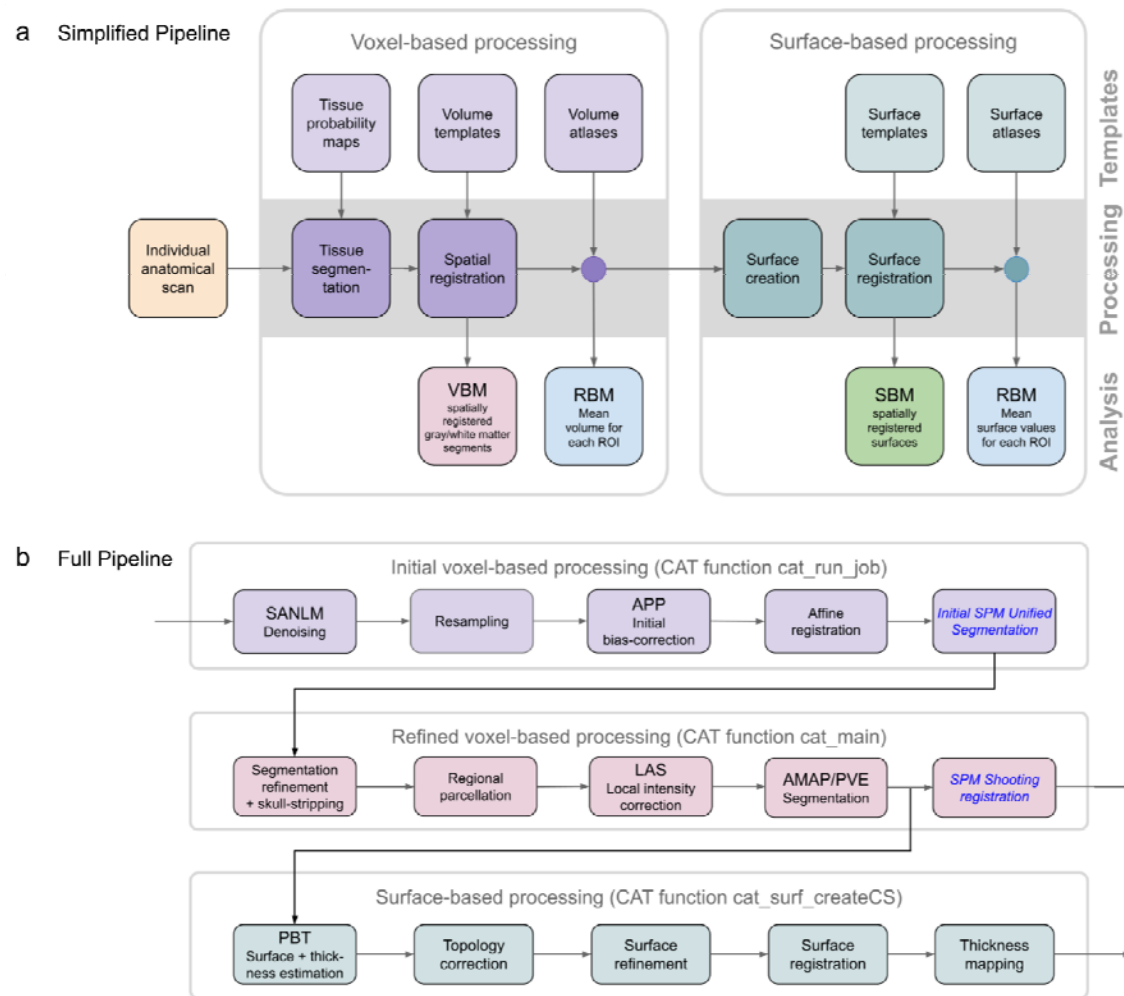 a Simplified Pipeline
Voxel-based processing
Surface-based processing
Tissue
probability
maps
Volume
templates
Volume
atlases
Surface
templates
Surface
atlases
Templates
Individual
anatomical
scan
Tissue
segmen-
tation
Spatial
registration
Surface
creation
Surface
registration
Processing
VBM
spatially
registered
gray/white matter
segments
RBM
Mean
volume for
each ROI
SBM
spatially
registered
surfaces
RBM
Mean
surface values
for each ROI
Analysis
b Full Pipeline
Initial voxel-based processing (CAT function cat_run_job)
SANLM
Denoising
Resampling
APP
Initial
bias-correction
Affine
registration
Initial SPM Unified
Segmentation
Refined voxel-based processing (CAT function cat_main)
Segmentation
refinement
+ skull-stripping
Regional
parcellation
LAS
Local intensity
correction
AMAP/PVE
Segmentation
SPM Shooting
registration
Surface-based processing (CAT function cat_surf_createCS)
PBT
Surface + thick-
ness estimation
Topology
correction
Surface
refinement
Surface
registration
Thickness
mapping